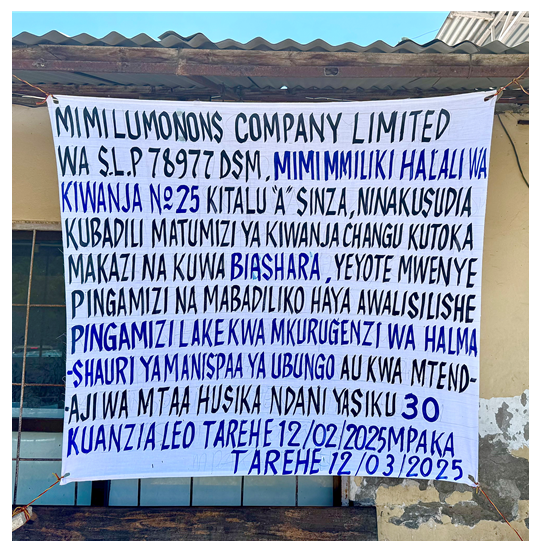 MIMI LUMONONS COMPANY LIMITED
WA S.L.P 78977 DSM, MIMI MMILIKI HALALI WA
KIWANJA No 25 KITALU "A" SINZA, NINAKUSUDIA
KUBADILI MATUMIZI YA KIWANJA CHANGU KUTOKA
MAKAZI NA KUWA BIASHARA, YEYOTE MWENYE
PINGAMIZI NA MABADILIKO HAYA AWALISILISHE
PINGAMIZI LAKE KWA MKURUGENZI WA HALMA
-SHAURI YA MANISPAA YA UBUNGO AU KWA MTEND-
-AJI WA MTAA HUSIKA NDANI YA SIKU 30
KUANZIA LEO TAREHE 12/02/2025 MPAKA
TAREHE 12/03/2025